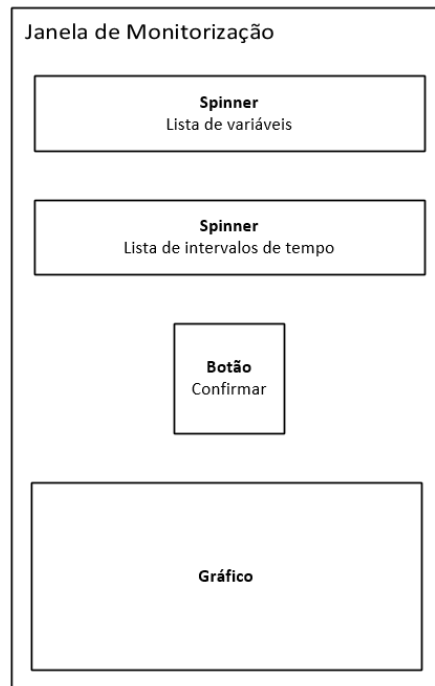 Janela de Monitorização
Spinner
Lista de variáveis
Spinner
Lista de intervalos de tempo
Botão
Confirmar
Gráfico